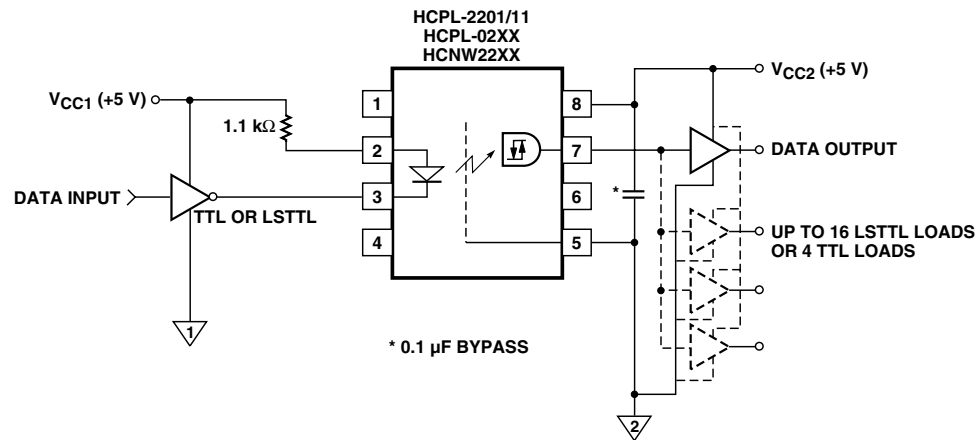 HCPL-2201/11
HCPL-02XX
HCNW22XX
VCC1 (+5 V)
1.1 kΩ
DATA INPUT
TTL OR LSTTL
1
2
3
4
8
7
6
5
*
VCC2 (+5 V)
DATA OUTPUT
UP TO 16 LSTTL LOADS
OR 4 TTL LOADS
* 0.1 µF BYPASS
1
2